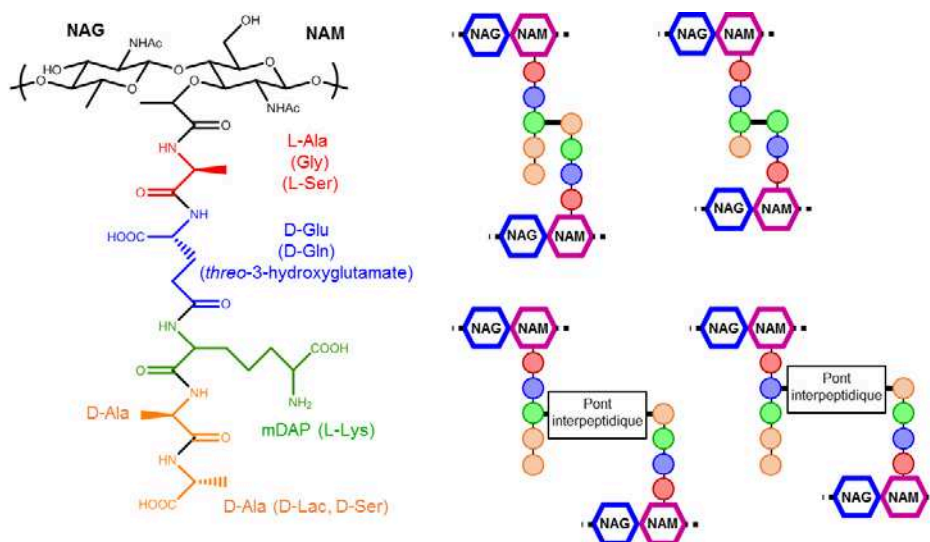 NAG
NAM
OH
NHAc
HO
O
O
O
O
O
NHAc
O
HN
L-Ala
(Gly)
(L-Ser)
O
NH
HOOC
D-Glu
(D-Gln)
(threo-3-hydroxyglutamate)
O
HN
COOH
O
NH
NH2
D-Ala
mDAP (L-Lys)
O
HN
HOOC
D-Ala (D-Lac, D-Ser)
NAG NAM
NAG NAM
NAG NAM
NAG NAM
NAG NAM
Pont
interpeptidique
NAG NAM
NAG NAM
Pont
interpeptidique
NAG NAM